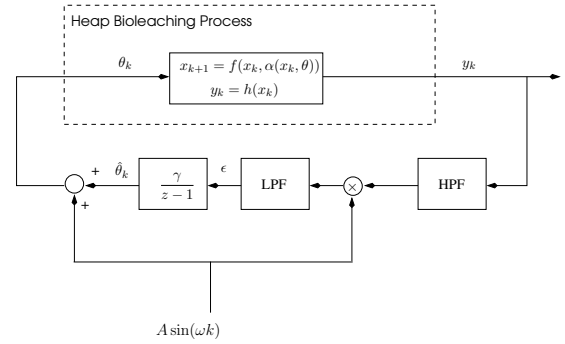 Heap Bioleaching Process
θ_k
x_{k+1} = f(x_k, α(x_k, θ))
y_k = h(x_k)
y_k
+
θ̂_k
γ
z − 1
ϵ
LPF
×
HPF
+
A sin(ωk)